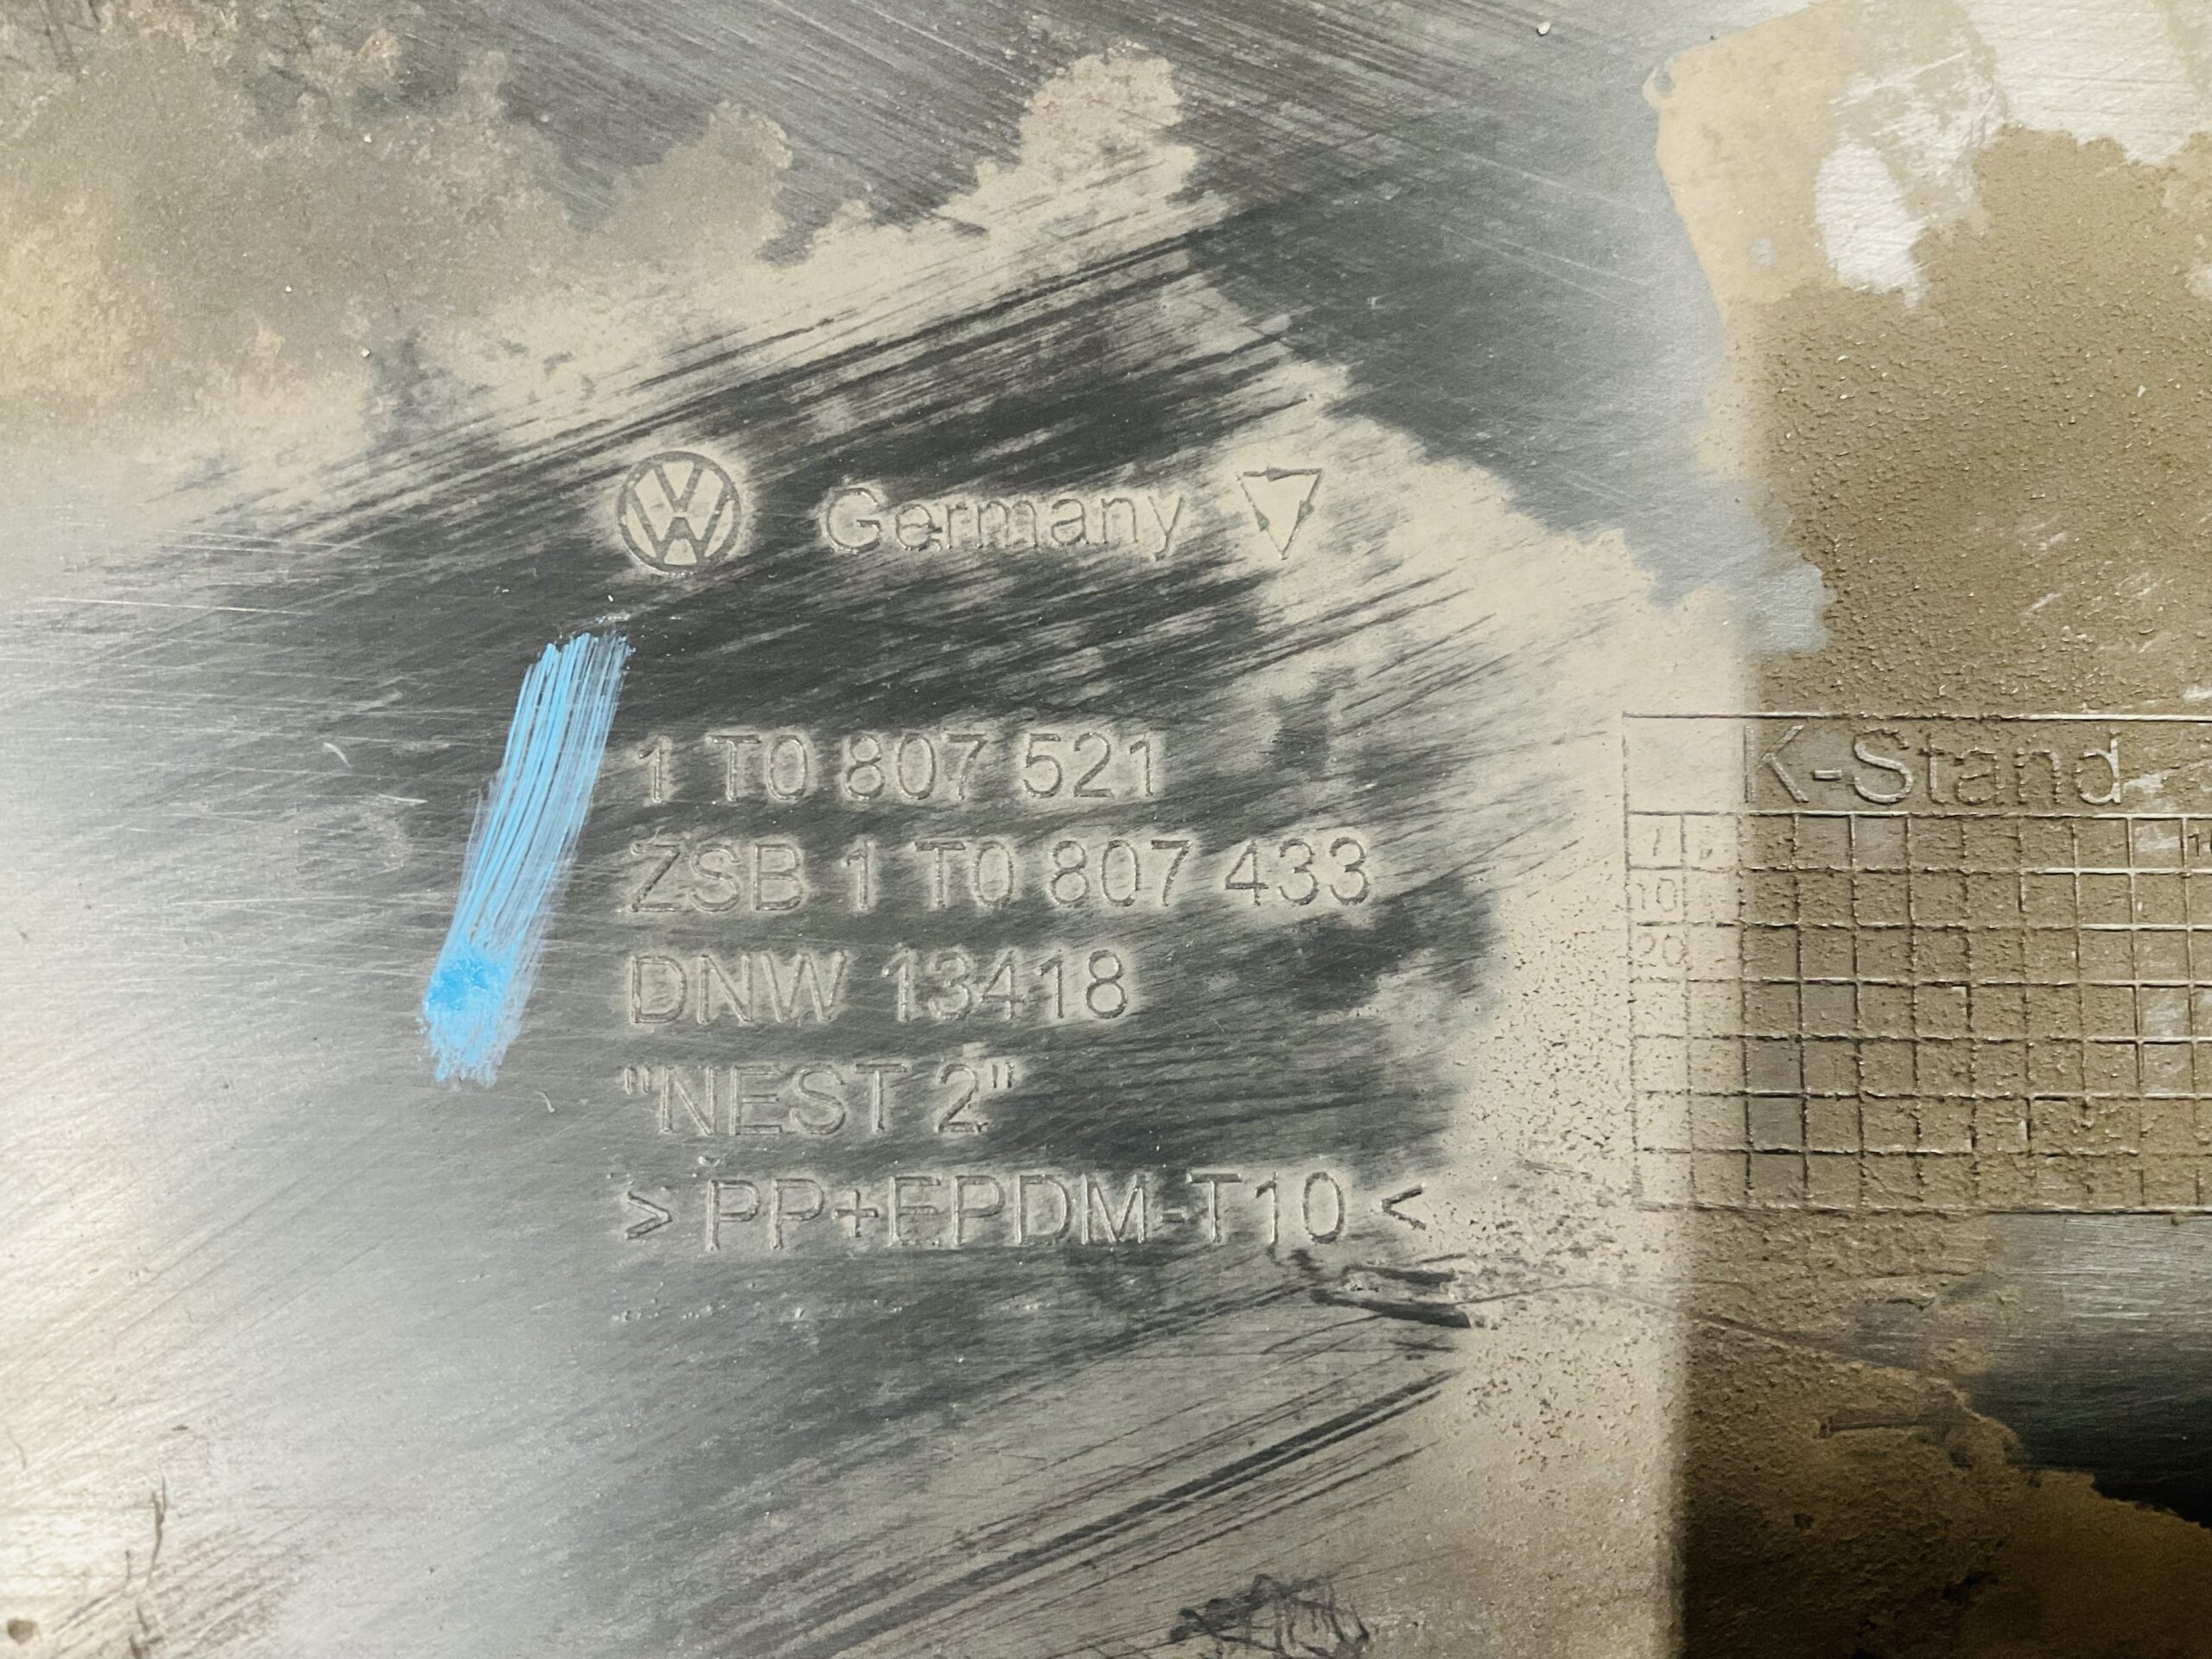 VW Germany
1 T0 807 521
ZSB 1 T0 807 433
DNW 13418
"NEST 2"
> PP+EPDM-T10 <
K-Stand
10
20